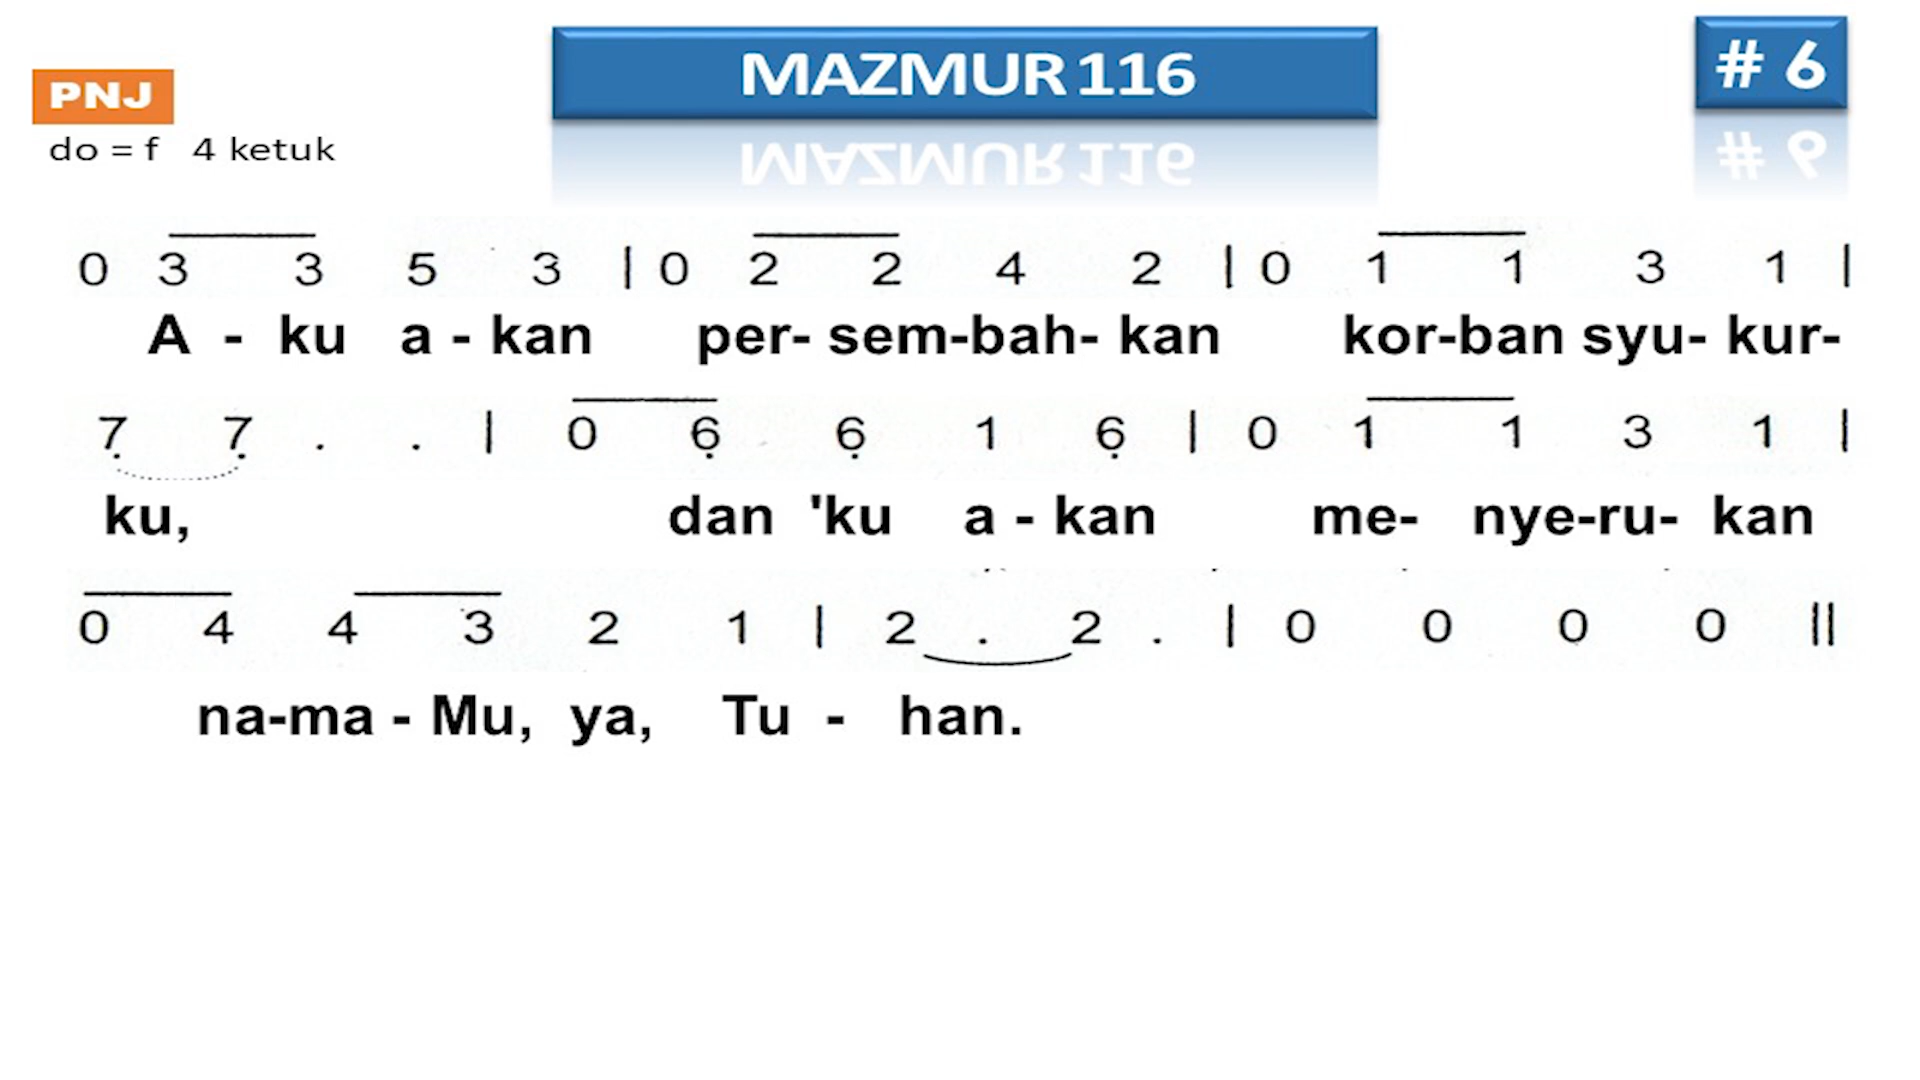 MAZMUR 116
# 6
PNJ
do = f 4 ketuk
0 3 3 5 3 | 0 2 2 4 2 | 0 1 1 3 1 |
A - ku a - kan per- sem-bah- kan kor-ban syu- kur-
7̣ 7̣ . . | 0 6̣ 6̣ 1 6̣ | 0 1 1 3 1 |
ku, dan 'ku a - kan me- nye-ru- kan
0 4 4 3 2 1 | 2 . 2 . | 0 0 0 0 ||
na-ma - Mu, ya, Tu - han.